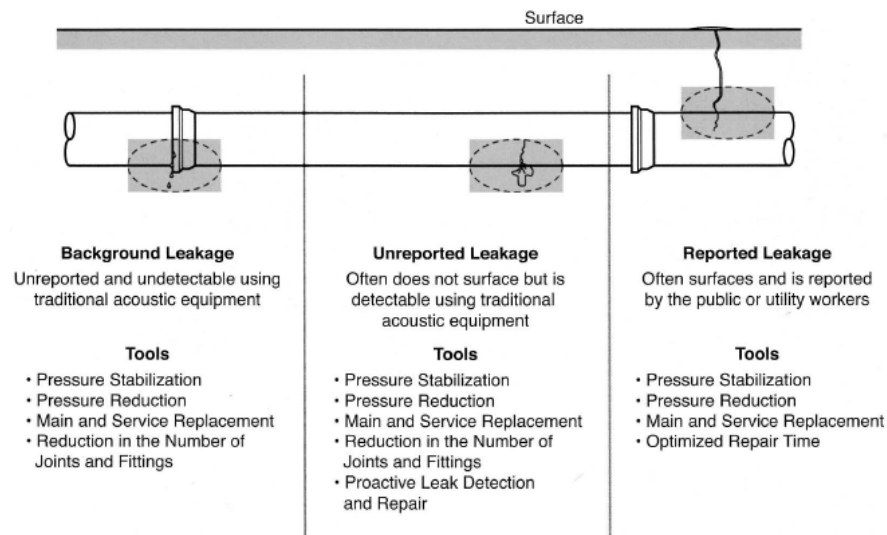 Surface
Background Leakage
Unreported and undetectable using
traditional acoustic equipment
Tools
• Pressure Stabilization
• Pressure Reduction
• Main and Service Replacement
• Reduction in the Number of
Joints and Fittings
Unreported Leakage
Often does not surface but is
detectable using traditional
acoustic equipment
Tools
• Pressure Stabilization
• Pressure Reduction
• Main and Service Replacement
• Reduction in the Number of
Joints and Fittings
• Proactive Leak Detection
and Repair
Reported Leakage
Often surfaces and is reported
by the public or utility workers
Tools
• Pressure Stabilization
• Pressure Reduction
• Main and Service Replacement
• Optimized Repair Time